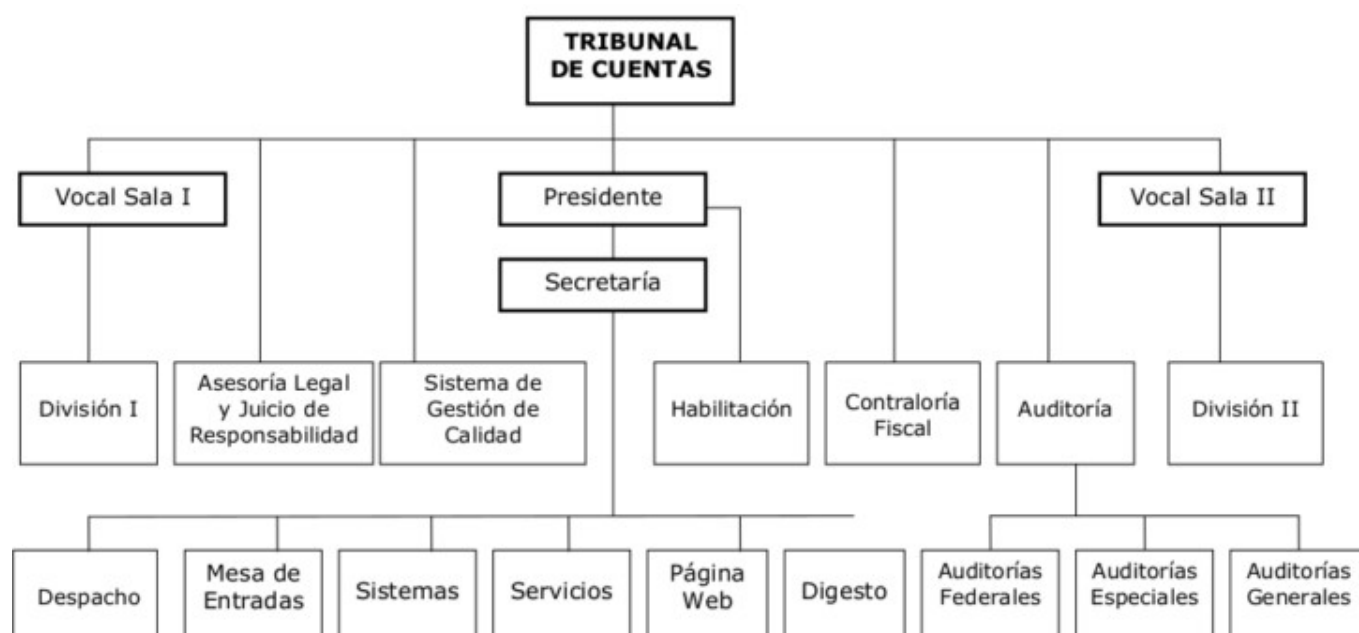 TRIBUNAL
DE CUENTAS
Vocal Sala I
Presidente
Vocal Sala II
Secretaría
División I
Asesoría Legal
y Juicio de
Responsabilidad
Sistema de
Gestión de
Calidad
Habilitación
Contraloría
Fiscal
Auditoría
División II
Despacho
Mesa de
Entradas
Sistemas
Servicios
Página
Web
Digesto
Auditorías
Federales
Auditorías
Especiales
Auditorías
Generales